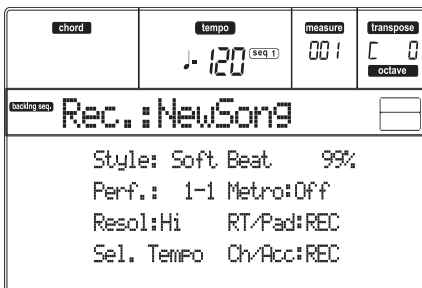 chord tempo measure transpose
♩- 120 seq 1 001 C 0
octave
backing seq. Rec.:NewSong
Style: Soft Beat 99%
Perf.: 1-1 Metro:Off
Resol:Hi RT/Pad:REC
Sel. Tempo Ch/Acc:REC